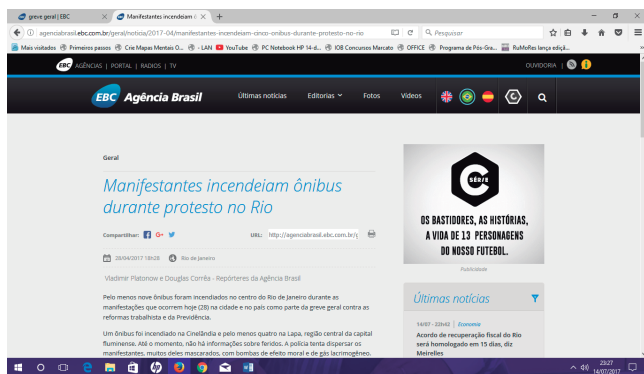 greve geral | EBC
Manifestantes incendeiam
agenciabrasil.ebc.com.br/geral/noticia/2017-04/manifestantes-incendeiam-cinco-onibus-durante-protesto-no-rio
Pesquisar
Mais visitados Primeiros passos Crie Mapas Mentais O... - LAN YouTube PC Notebook HP 14-d... IOB Concursos Marcato OFFICE Programa de Pós-Gra... RuMoRes lança ediçã...
EBC AGÊNCIAS | PORTAL | RADIOS | TV OUVIDORIA
EBC Agência Brasil Últimas notícias Editorias Fotos Vídeos
Geral
Manifestantes incendeiam ônibus
durante protesto no Rio
Compartilhar: G+ URL: http://agenciabrasil.ebc.com.br/g
28/04/2017 18h28 Rio de Janeiro
Vladimir Platonow e Douglas Corrêa - Repórteres da Agência Brasil
Pelo menos nove ônibus foram incendiados no centro do Rio de Janeiro durante as
manifestações que ocorrem hoje (28) na cidade e no país como parte da greve geral contra as
reformas trabalhista e da Previdência.
Um ônibus foi incendiado na Cinelândia e pelo menos quatro na Lapa, região central da capital
fluminense. Até o momento, não há informações sobre feridos. A polícia tenta dispersar os
manifestantes, muitos deles mascarados, com bombas de efeito moral e de gás lacrimogêneo.
SÉRIE
OS BASTIDORES, AS HISTÓRIAS,
A VIDA DE 13 PERSONAGENS
DO NOSSO FUTEBOL.
Publicidade
Últimas notícias
14/07 - 22h42 | Economia
Acordo de recuperação fiscal do Rio
será homologado em 15 dias, diz
Meirelles
23:27
14/07/2017